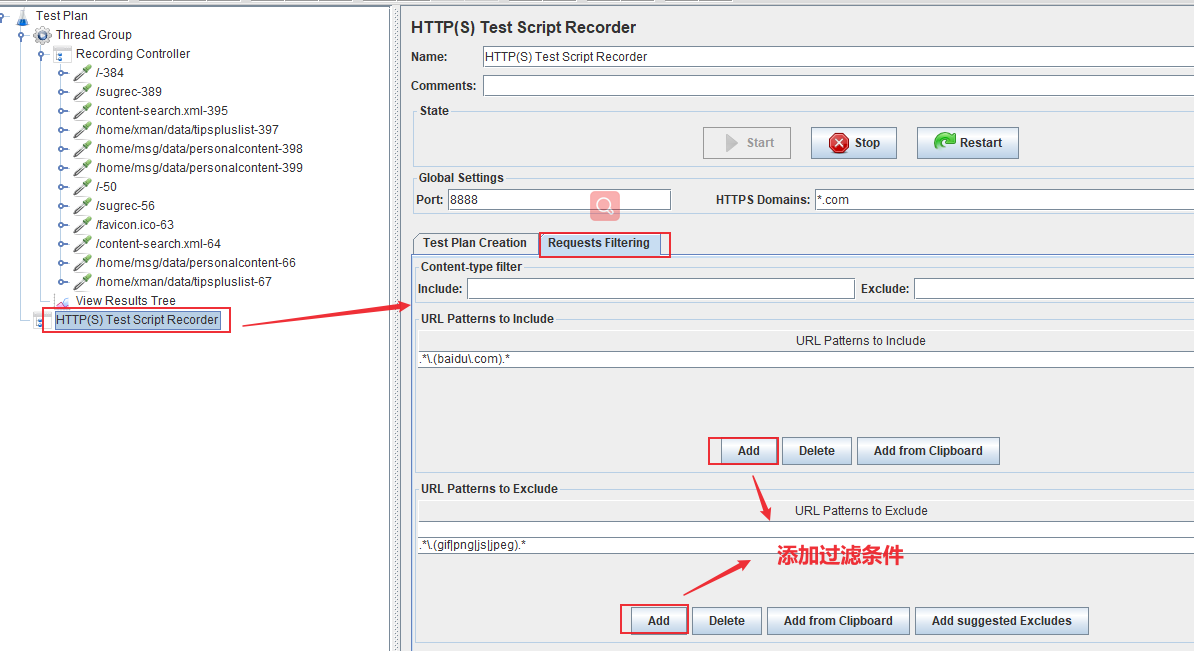 Test Plan
Thread Group
Recording Controller
/-384
/sugrec-389
/content-search.xml-395
/home/xman/data/tipspluslist-397
/home/msg/data/personalcontent-398
/home/msg/data/personalcontent-399
/-50
/sugrec-56
/favicon.ico-63
/content-search.xml-64
/home/msg/data/personalcontent-66
/home/xman/data/tipspluslist-67
View Results Tree
HTTP(S) Test Script Recorder
HTTP(S) Test Script Recorder
Name: HTTP(S) Test Script Recorder
Comments:
State
Start Stop Restart
Global Settings
Port: 8888 HTTPS Domains: *.com
Test Plan Creation Requests Filtering
Content-type filter
Include: Exclude:
URL Patterns to Include
URL Patterns to Include
.*\.(baidu\.com).*
Add Delete Add from Clipboard
URL Patterns to Exclude
URL Patterns to Exclude
.*\.(gif|png|js|jpeg).*
添加过滤条件
Add Delete Add from Clipboard Add suggested Excludes